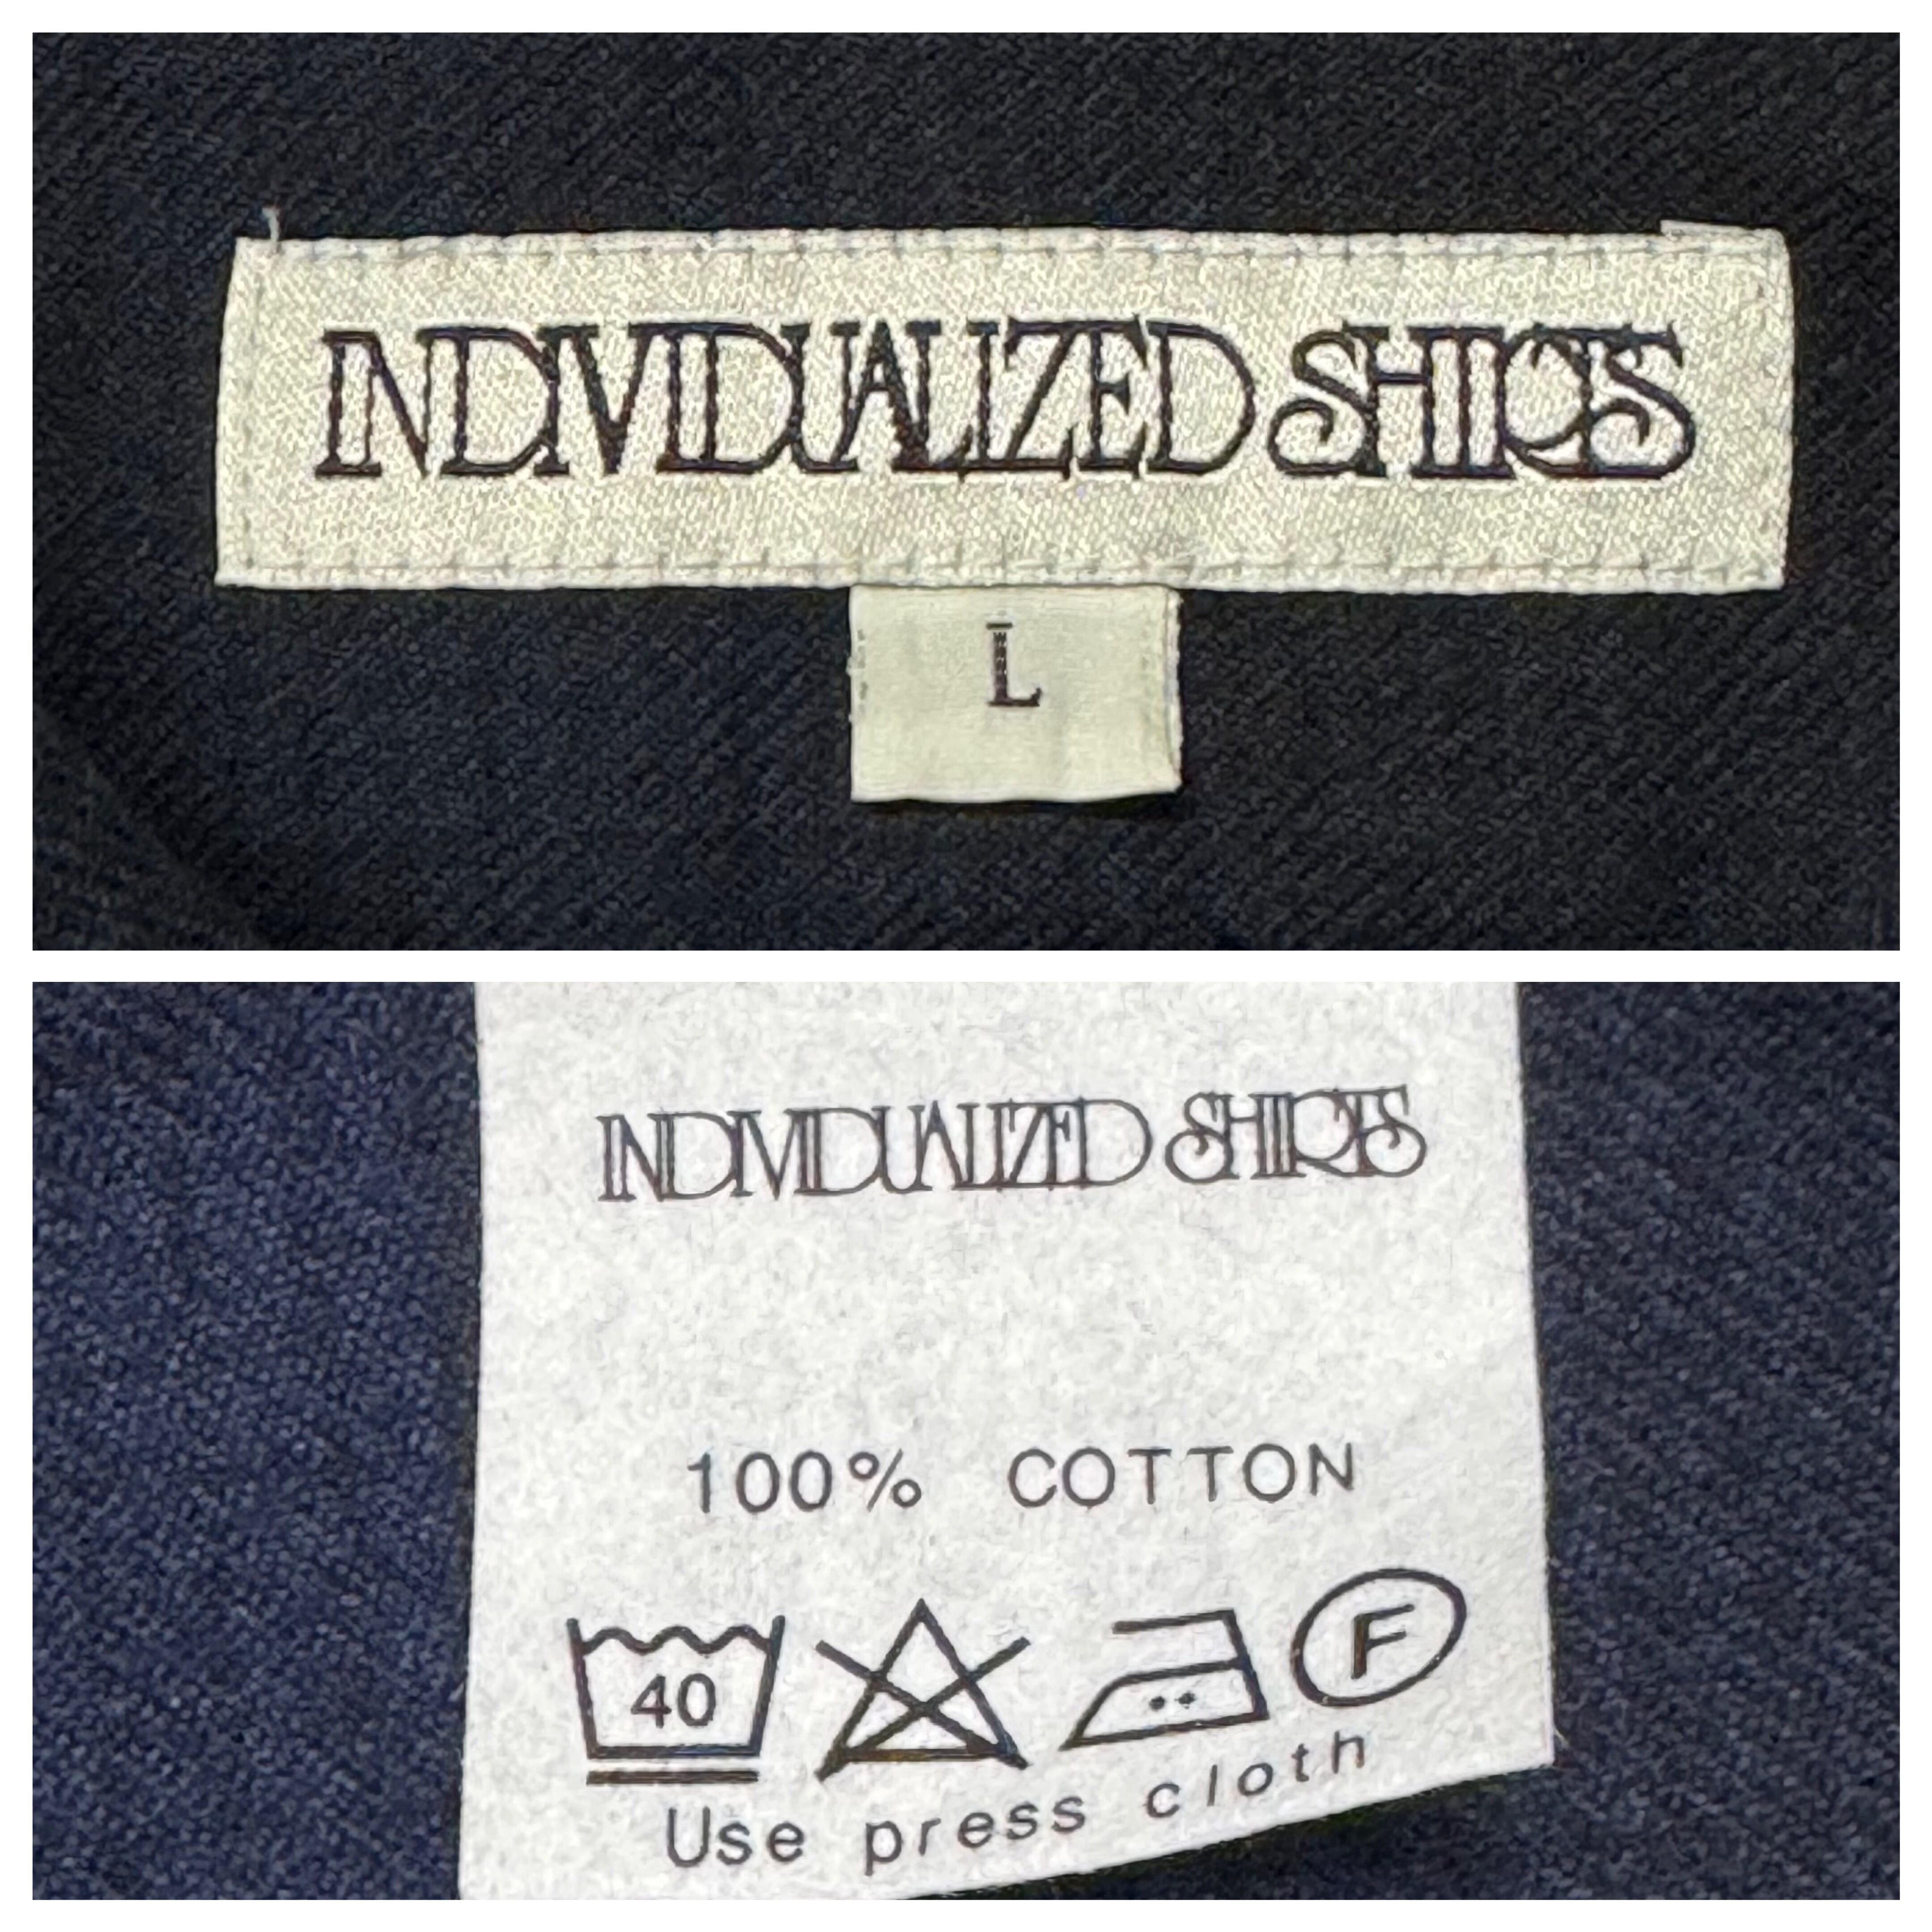 INDIVIDUALIZED SHIRTS
L
INDIVIDUALIZED SHIRTS
100% COTTON
40 F
Use press cloth